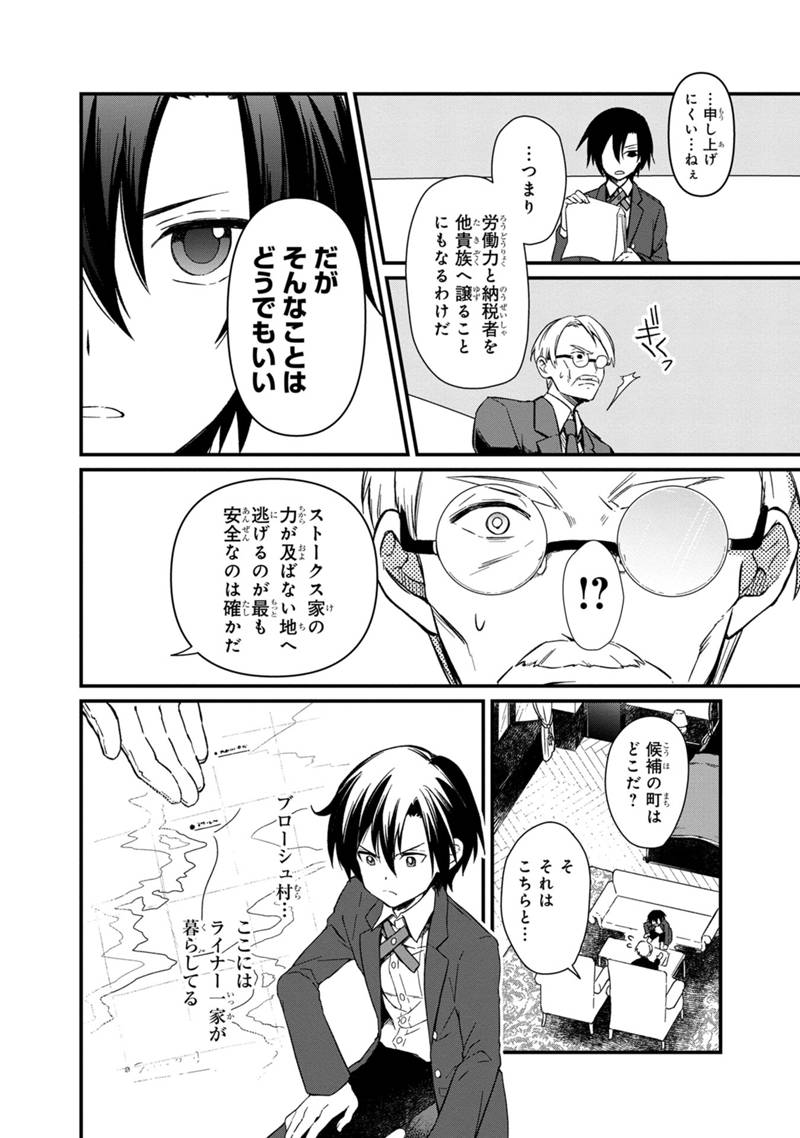 …申し上げ
にくい…ねぇ
…つまり
労働力と納税者を
他貴族へ譲ること
にもなるわけだ
ぎくっ
だが
そんなことは
どうでもいい
!?
ストークス家の
力が及ばない地へ
逃げるのが最も
安全なのは確かだ
候補の町は
どこだ？
そ
それは
こちらと…
ブローシュ村…
ここには
ライナー一家が
暮らしてる